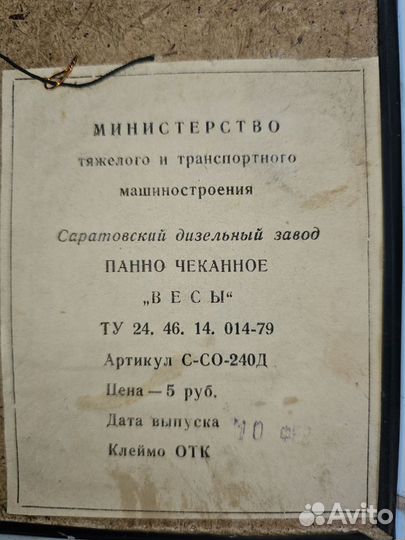 МИНИСТЕРСТВО
тяжелого и транспортного
машиностроения
Саратовский дизельный завод
ПАННО ЧЕКАННОЕ
„ВЕСЫ“
ТУ 24. 46. 14. 014-79
Артикул С-СО-240Д
Цена — 5 руб.
Дата выпуска 10
Клеймо ОТК
Avito